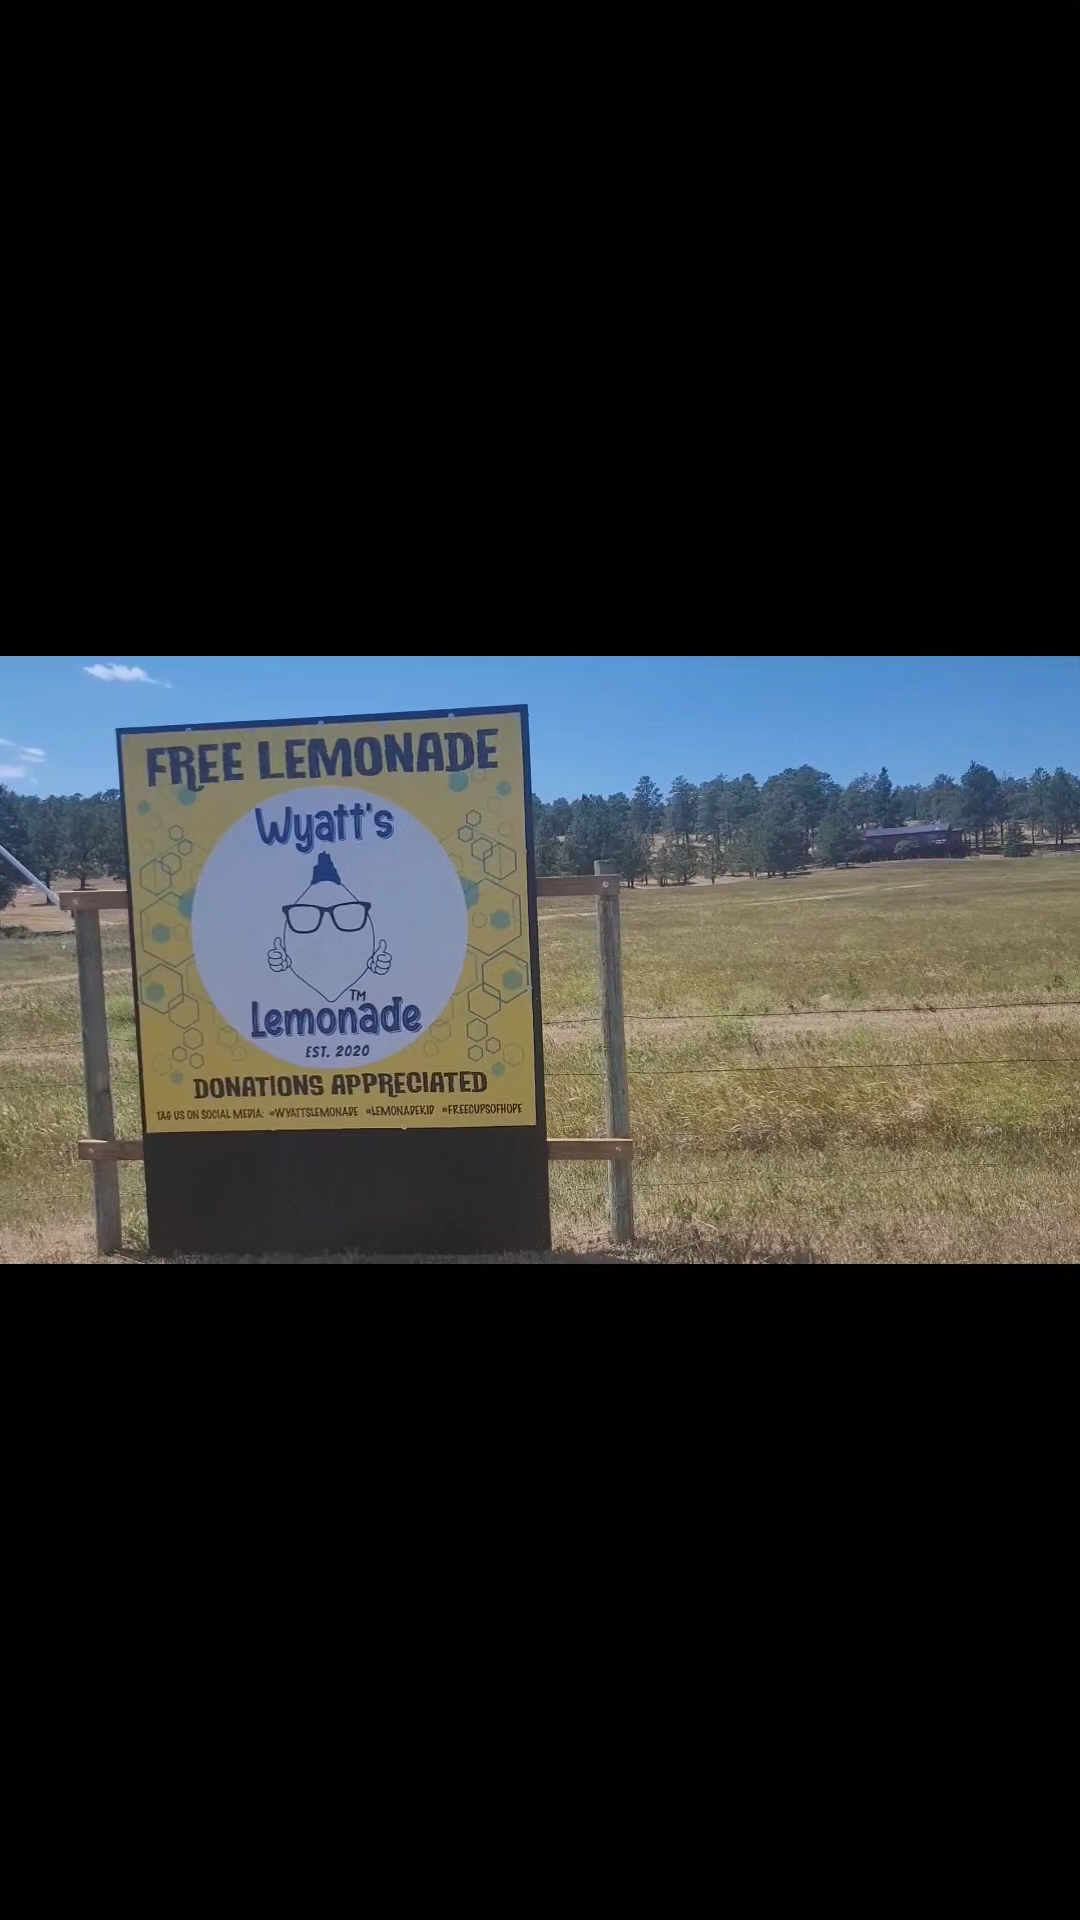 FREE LEMONADE
Wyatt's
TM
Lemonade
EST. 2020
DONATIONS APPRECIATED
TAG US ON SOCIAL MEDIA: #WYATTSLEMONADE #LEMONADEKID #FREECUPSOFHOPE